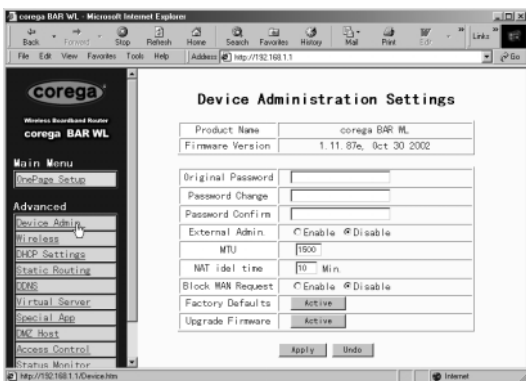 corega BAR WL - Microsoft Internet Explorer
Back Forward Stop Refresh Home Search Favorites History Mail Print Edit Links
File Edit View Favorites Tools Help Address http://192.168.1.1 Go
corega
Wireless Boardband Router
corega BAR WL
Main Menu
OnePage Setup
Advanced
Device Admin
Wireless
DHCP Settings
Static Routing
DDNS
Virtual Server
Special App
DMZ Host
Access Control
Status Monitor
Device Administration Settings
Product Name corega BAR WL
Firmware Version 1.11.87e, Oct 30 2002
Original Password
Password Change
Password Confirm
External Admin. Enable Disable
MTU 1500
NAT idel time 10 Min.
Block WAN Request Enable Disable
Factory Defaults Active
Upgrade Firmware Active
Apply Undo
http://192.168.1.1/Device.htm Internet